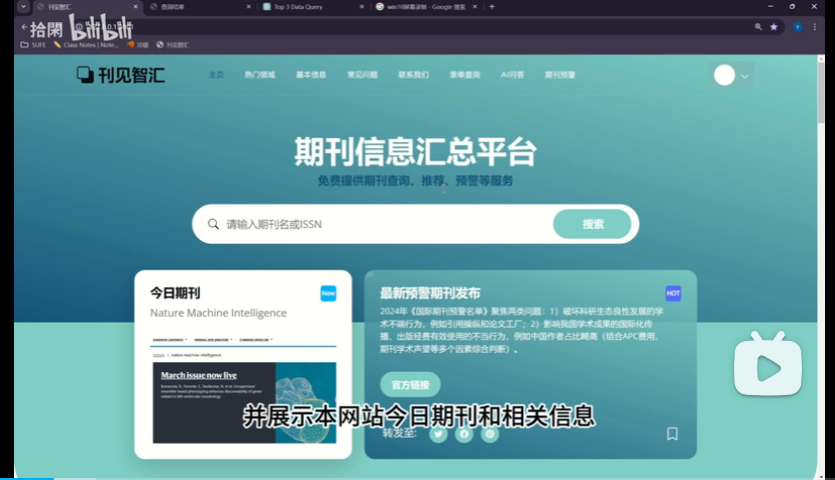 刊见智汇
查询结果
Top 3 Data Query
win10屏幕录制 - Google 搜索
拾閑 bilibili
SUFE
Class Notes | Note...
冷链
刊见智汇
刊见智汇
主页
热门领域
基本信息
常见问题
联系我们
表单查询
AI问答
期刊预警
期刊信息汇总平台
免费提供期刊查询、推荐、预警等服务
请输入期刊名或ISSN
搜索
今日期刊
New
Nature Machine Intelligence
nature > nature machine intelligence
March issue now live
最新预警期刊发布
HOT
2024年《国际期刊预警名单》聚焦两类问题：1）破坏科研生态良性发展的学
术不端行为，例如引用操纵和论文工厂；2）影响我国学术成果的国际化传
播、出版经费有效使用的不当行为，例如中国作者占比畸高（结合APC费用、
期刊学术声望等多个因素综合判断）。
官方链接
转发至:
并展示本网站今日期刊和相关信息